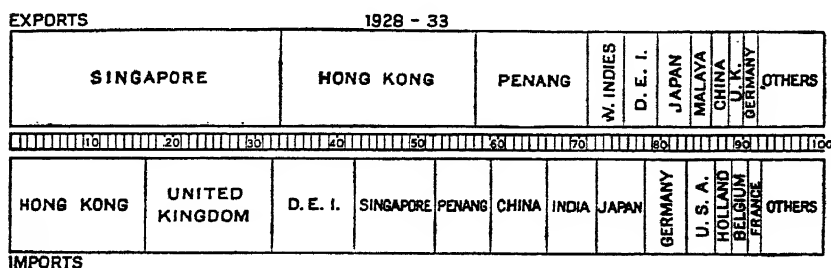 EXPORTS 1928 - 33
SINGAPORE HONG KONG PENANG W. INDIES D. E. I. JAPAN MALAYA CHINA U. K. GERMANY OTHERS
10 20 30 40 50 60 70 80 90 100
HONG KONG UNITED KINGDOM D. E. I. SINGAPORE PENANG CHINA INDIA JAPAN GERMANY U. S. A. HOLLAND BELGIUM FRANCE OTHERS
IMPORTS